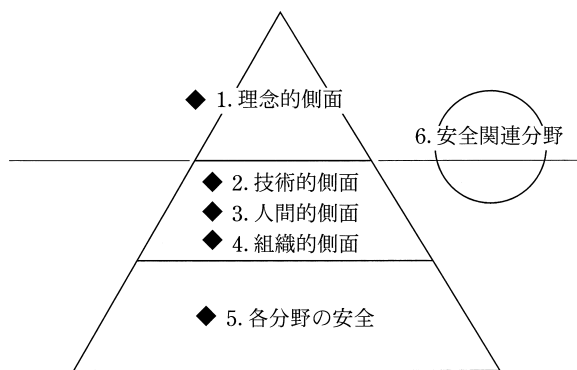 ◆ 1. 理念的側面
6. 安全関連分野
◆ 2. 技術的側面
◆ 3. 人間的側面
◆ 4. 組織的側面
◆ 5. 各分野の安全